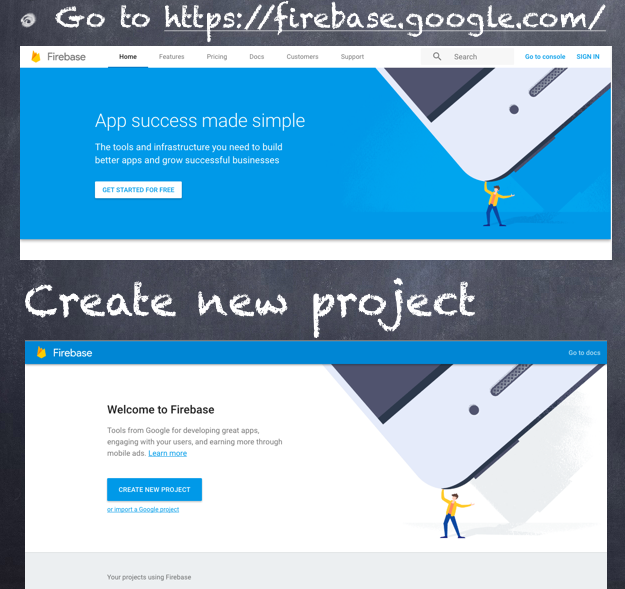 Go to https://firebase.google.com/
Firebase Home Features Pricing Docs Customers Support Search Go to console SIGN IN
App success made simple
The tools and infrastructure you need to build
better apps and grow successful businesses
GET STARTED FOR FREE
Create new project
Firebase Go to docs
Welcome to Firebase
Tools from Google for developing great apps,
engaging with your users, and earning more through
mobile ads. Learn more
CREATE NEW PROJECT
or import a Google project
Your projects using Firebase